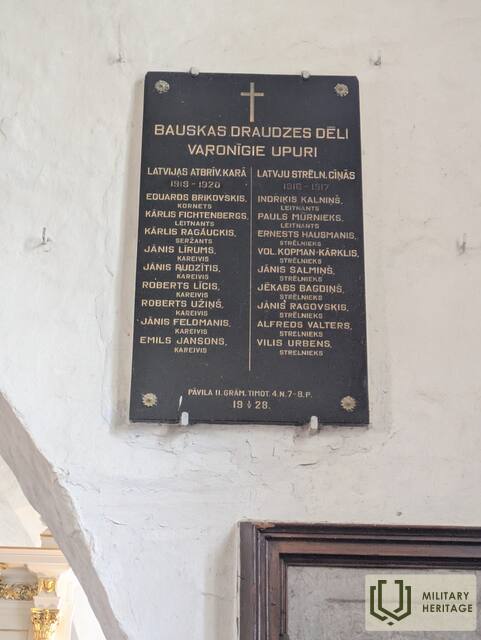 BAUSKAS DRAUDZES DĒLI
VARONĪGIE UPURI
LATVIJAS ATBRĪV. KARĀ
1918 - 1920
EDUARDS BRIKOVSKIS,
KORNETS
KĀRLIS FICHTENBERGS,
LEITNANTS
KĀRLIS RAGAUCKIS,
SERŽANTS
JĀNIS LĪRUMS,
KAREIVIS
JĀNIS RUDZĪTIS,
KAREIVIS
ROBERTS LĪCIS,
KAREIVIS
ROBERTS UŽIŅŠ,
KAREIVIS
JĀNIS FELDMANIS,
KAREIVIS
EMILS JANSONS,
KAREIVIS
LATVJU STRĒLN. CĪŅĀS
1916 - 1917
INDRIĶIS KALNIŅŠ,
LEITNANTS
PAULS MŪRNIEKS,
LEITNANTS
ERNESTS HAUSMANIS,
STRĒLNIEKS
VOL. KOPMAN-KĀRKLIS,
STRĒLNIEKS
JĀNIS SALMIŅŠ,
STRĒLNIEKS
JĒKABS BAGDIŅŠ,
STRĒLNIEKS
JĀNIS RAGOVSKIS,
STRĒLNIEKS
ALFREDS VALTERS,
STRĒLNIEKS
VILIS URBENS,
STRĒLNIEKS
PĀVILA II. GRĀM. TIMOT. 4. N. 7-8. P.
19 28.
MILITARY
HERITAGE